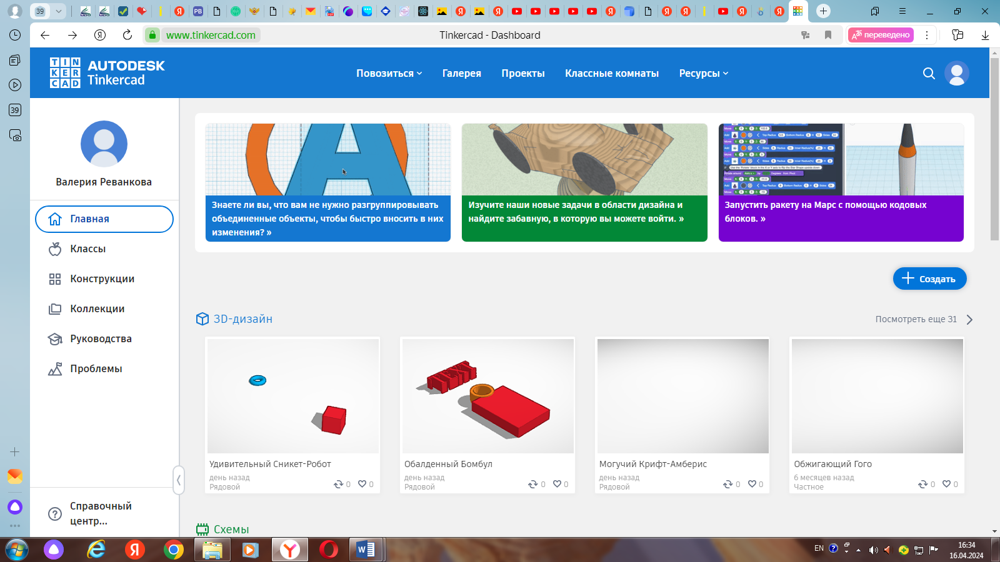 39
PB
www.tinkercad.com
Tinkercad - Dashboard
переведено
39
TINKERCAD
AUTODESK
Tinkercad
Повозиться
Галерея
Проекты
Классные комнаты
Ресурсы
Валерия Реванкова
Главная
Классы
Конструкции
Коллекции
Руководства
Проблемы
Справочный
центр...
Знаете ли вы, что вам не нужно разгруппировывать
объединенные объекты, чтобы быстро вносить в них
изменения? »
Изучите наши новые задачи в области дизайна и
найдите забавную, в которую вы можете войти. »
Запустить ракету на Марс с помощью кодовых
блоков. »
Создать
3D-дизайн
Посмотреть еще 31
Удивительный Сникет-Робот
день назад
Рядовой
0
0
Обалденный Бомбул
день назад
Рядовой
0
0
Могучий Крифт-Амберис
день назад
Рядовой
0
0
Обжигающий Гого
6 месяцев назад
Частное
0
0
Схемы
EN
16:34
16.04.2024